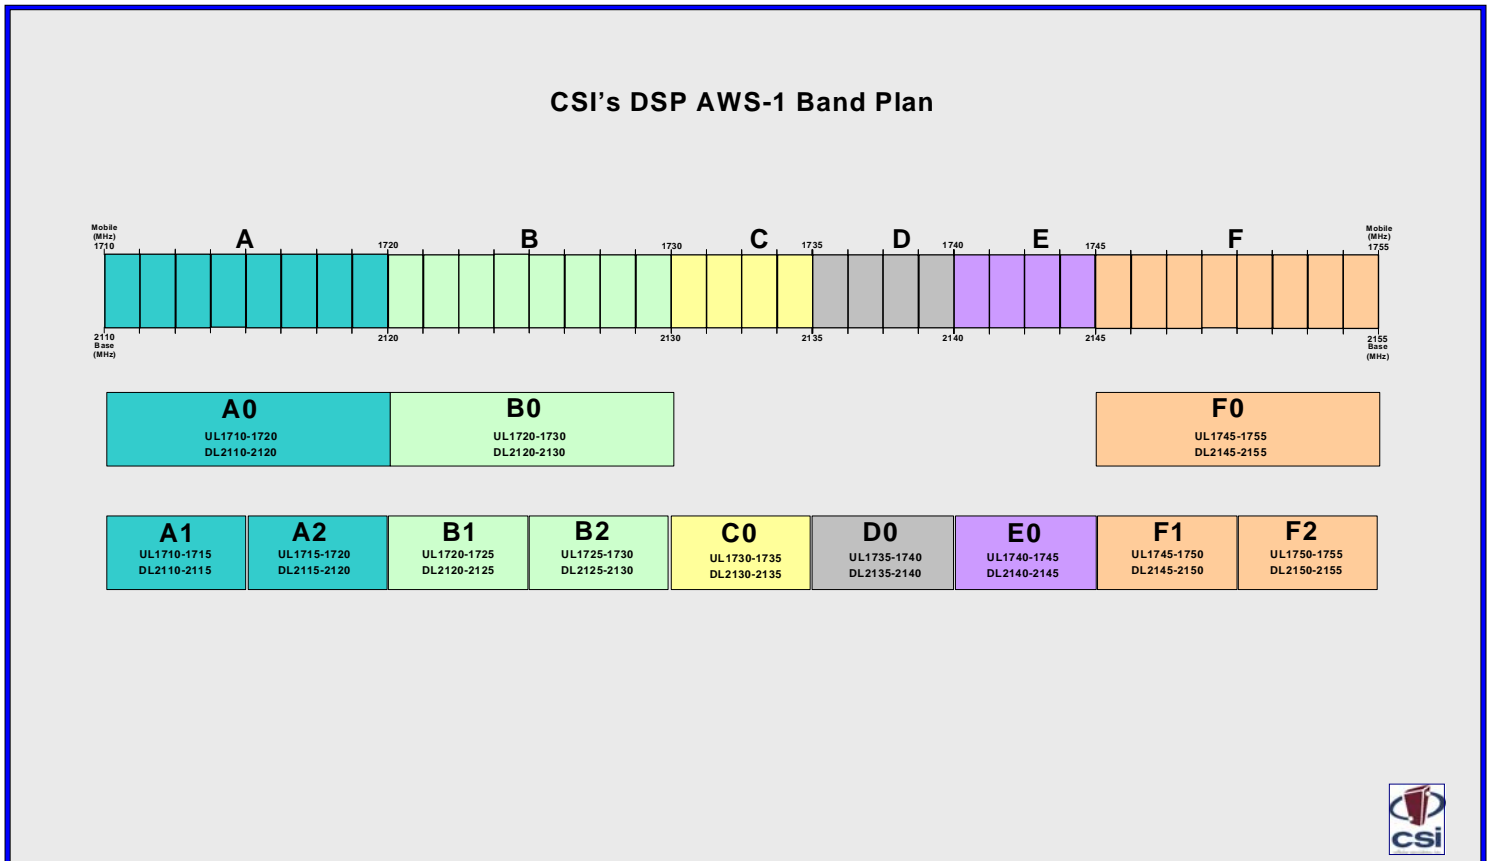 CSI's DSP AWS-1 Band Plan
Mobile
(MHz)
1710
A
1720
B
1730
C
1735
D
1740
E
1745
F
Mobile
(MHz)
1755
2110
Base
(MHz)
2120
2130
2135
2140
2145
2155
Base
(MHz)
A0
UL1710-1720
DL2110-2120
B0
UL1720-1730
DL2120-2130
F0
UL1745-1755
DL2145-2155
A1
UL1710-1715
DL2110-2115
A2
UL1715-1720
DL2115-2120
B1
UL1720-1725
DL2120-2125
B2
UL1725-1730
DL2125-2130
C0
UL1730-1735
DL2130-2135
D0
UL1735-1740
DL2135-2140
E0
UL1740-1745
DL2140-2145
F1
UL1745-1750
DL2145-2150
F2
UL1750-1755
DL2150-2155
csi